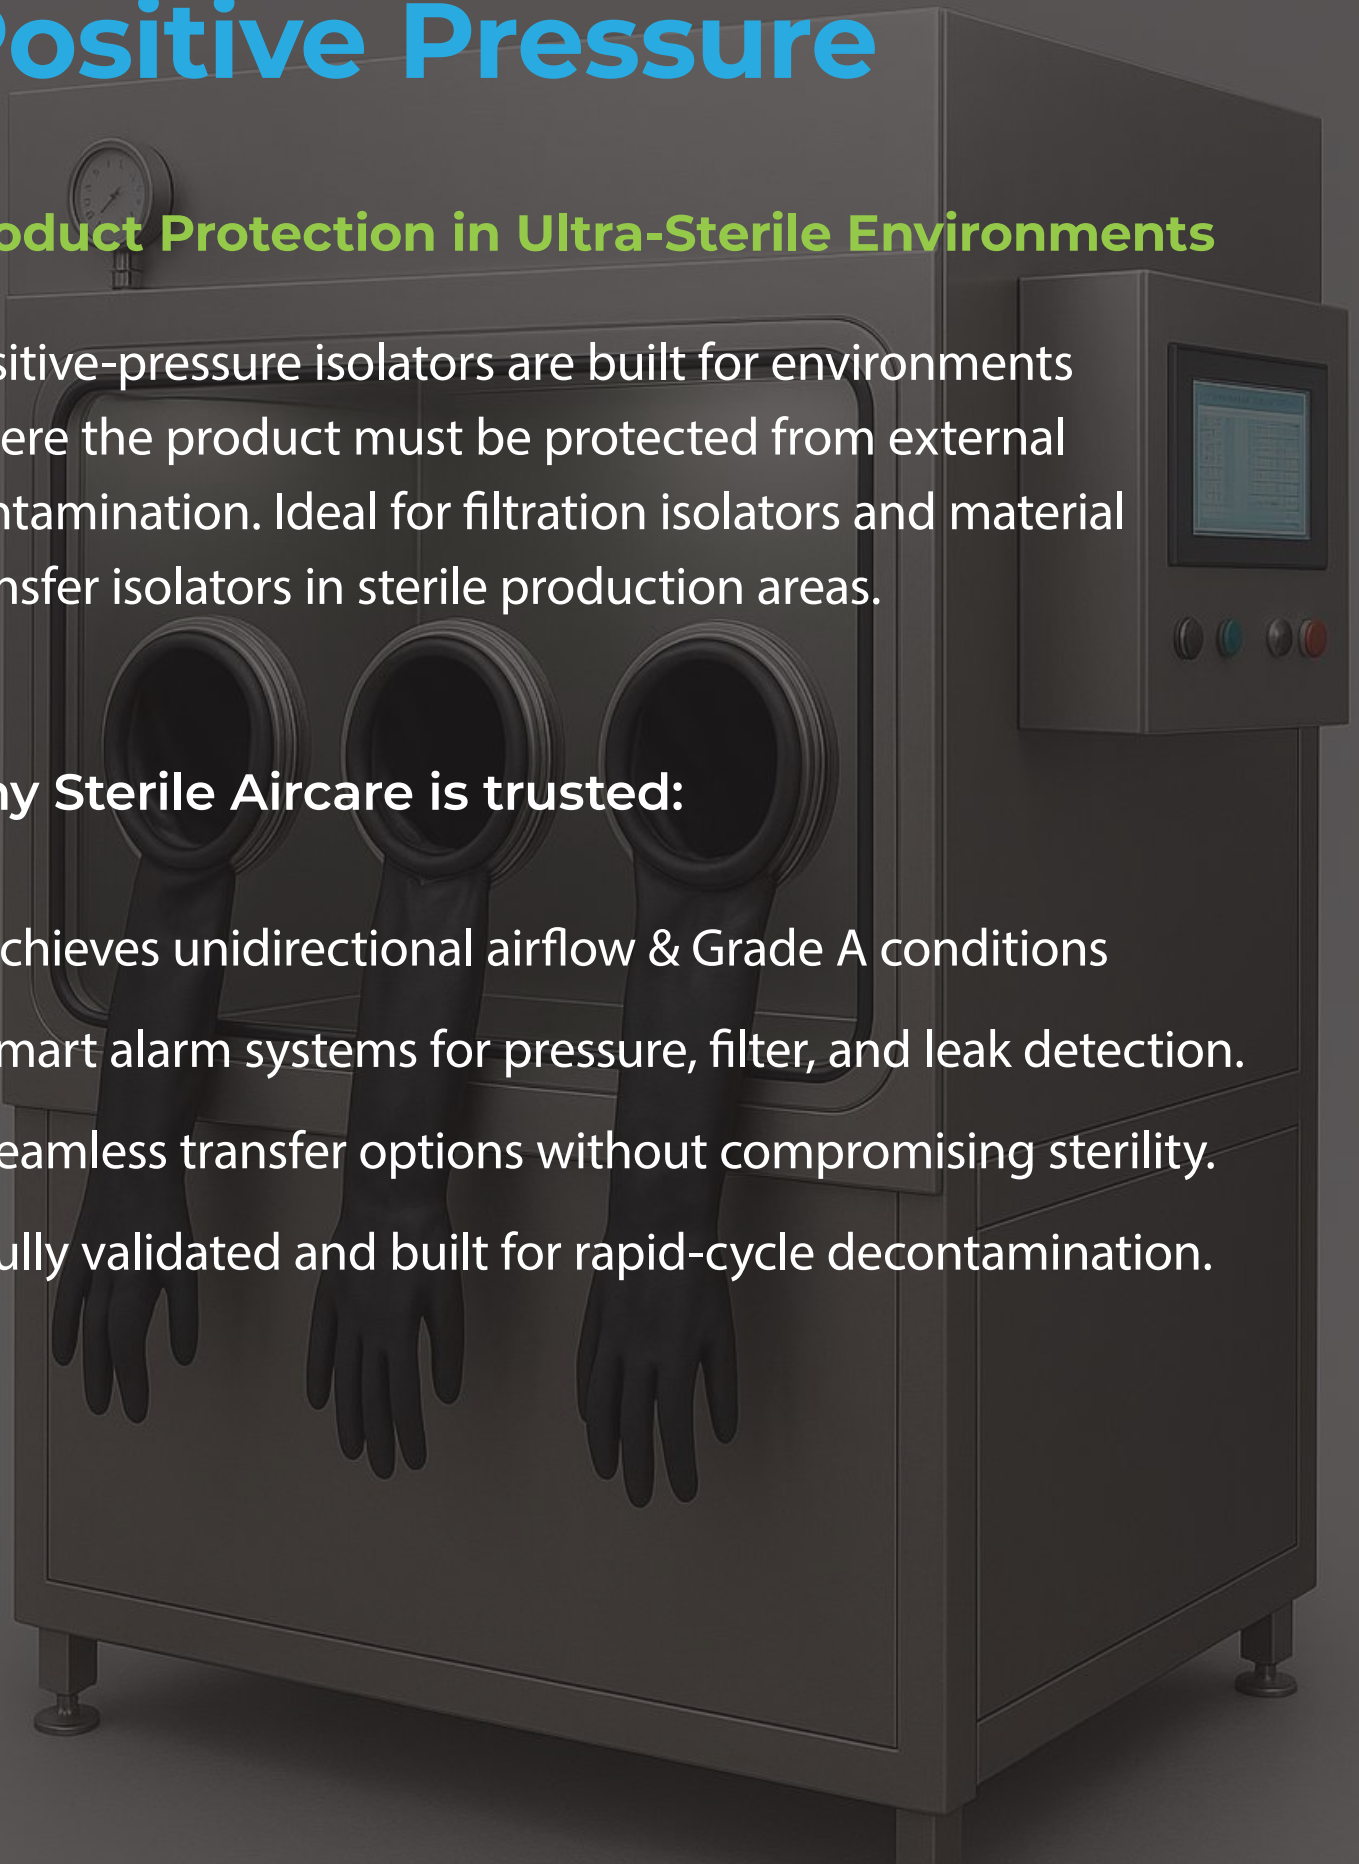 ositive Pressure
oduct Protection in Ultra-Sterile Environments
sitive-pressure isolators are built for environments
ere the product must be protected from external
ntamination. Ideal for filtration isolators and material
nsfer isolators in sterile production areas.
hy Sterile Aircare is trusted:
chieves unidirectional airflow & Grade A conditions
mart alarm systems for pressure, filter, and leak detection.
eamless transfer options without compromising sterility.
ully validated and built for rapid-cycle decontamination.